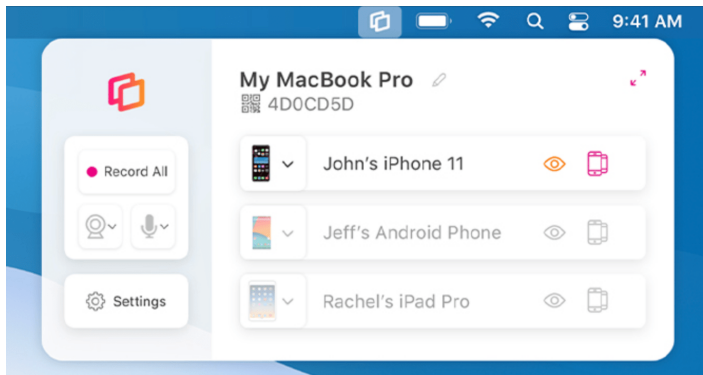 9:41 AM
My MacBook Pro
4D0CD5D
Record All
John's iPhone 11
Jeff's Android Phone
Settings
Rachel's iPad Pro